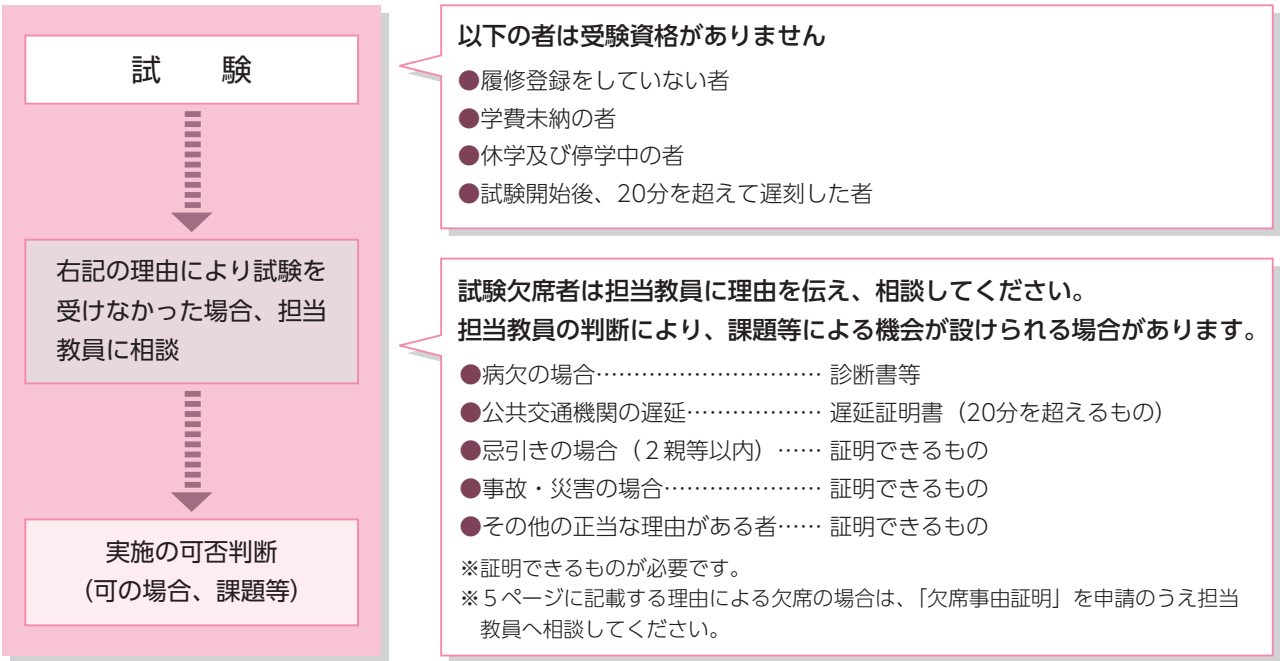 試　験
以下の者は受験資格がありません
●履修登録をしていない者
●学費未納の者
●休学及び停学中の者
●試験開始後、20分を超えて遅刻した者
右記の理由により試験を
受けなかった場合、担当
教員に相談
試験欠席者は担当教員に理由を伝え、相談してください。
担当教員の判断により、課題等による機会が設けられる場合があります。
●病欠の場合………………………… 診断書等
●公共交通機関の遅延……………… 遅延証明書（20分を超えるもの）
●忌引きの場合（２親等以内）…… 証明できるもの
●事故・災害の場合………………… 証明できるもの
●その他の正当な理由がある者…… 証明できるもの
※証明できるものが必要です。
※５ページに記載する理由による欠席の場合は、「欠席事由証明」を申請のうえ担当
教員へ相談してください。
実施の可否判断
（可の場合、課題等）